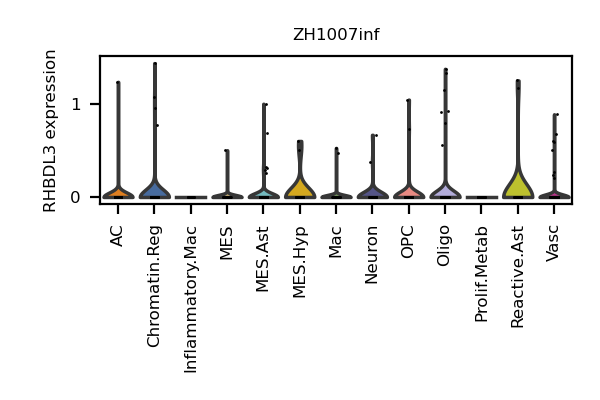 ZH1007inf
RHBDL3 expression
1
0
AC
Chromatin.Reg
Inflammatory.Mac
MES
MES.Ast
MES.Hyp
Mac
Neuron
OPC
Oligo
Prolif.Metab
Reactive.Ast
Vasc